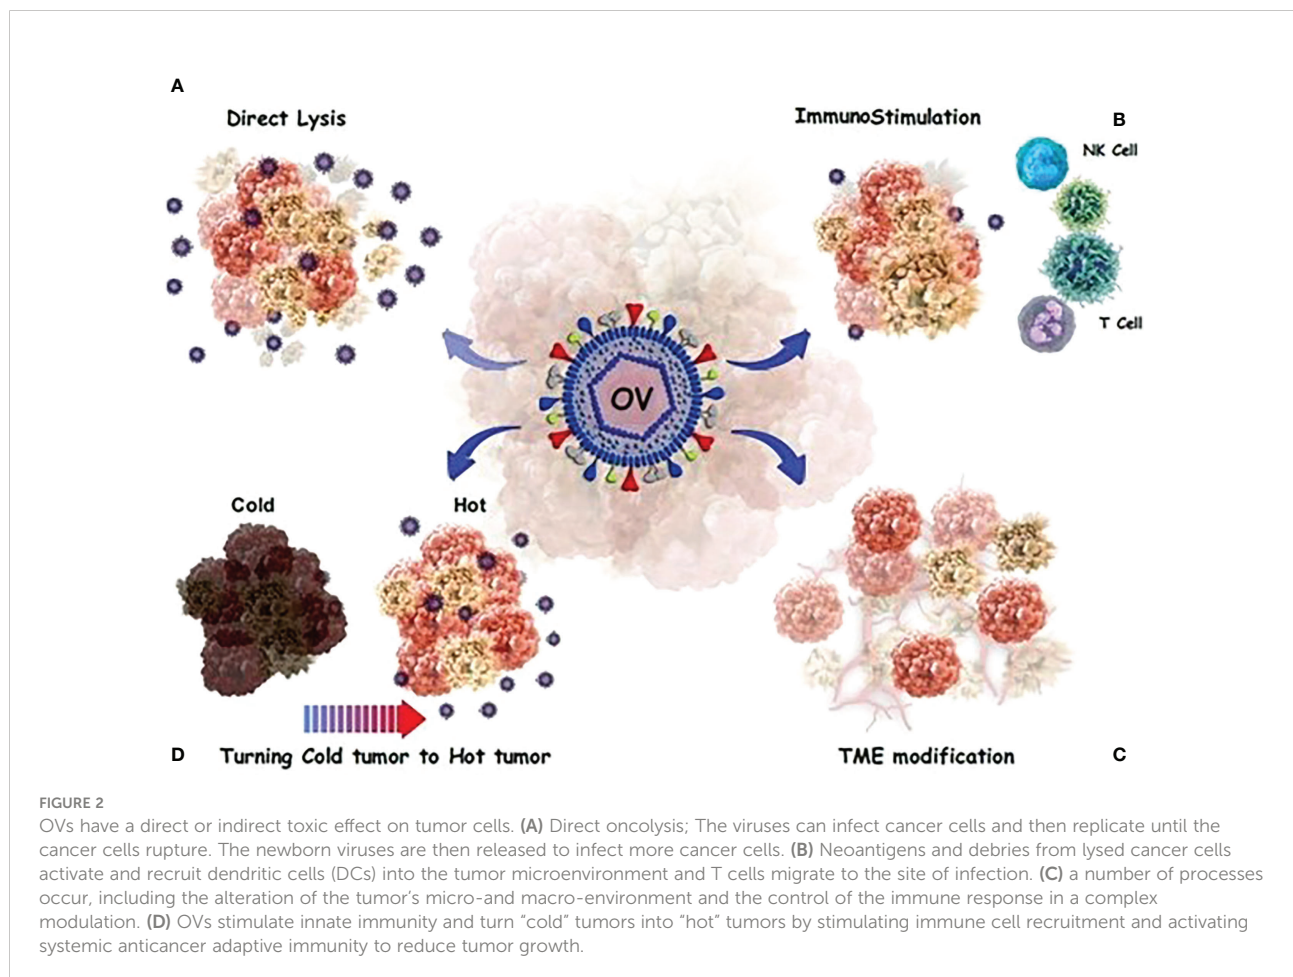 A
Direct Lysis
ImmunoStimulation
B
NK Cell
T Cell
OV
Cold
Hot
D
Turning Cold tumor to Hot tumor
TME modification
C
FIGURE 2
OVs have a direct or indirect toxic effect on tumor cells. (A) Direct oncolysis; The viruses can infect cancer cells and then replicate until the
cancer cells rupture. The newborn viruses are then released to infect more cancer cells. (B) Neoantigens and debries from lysed cancer cells
activate and recruit dendritic cells (DCs) into the tumor microenvironment and T cells migrate to the site of infection. (C) a number of processes
occur, including the alteration of the tumor’s micro-and macro-environment and the control of the immune response in a complex
modulation. (D) OVs stimulate innate immunity and turn “cold” tumors into “hot” tumors by stimulating immune cell recruitment and activating
systemic anticancer adaptive immunity to reduce tumor growth.